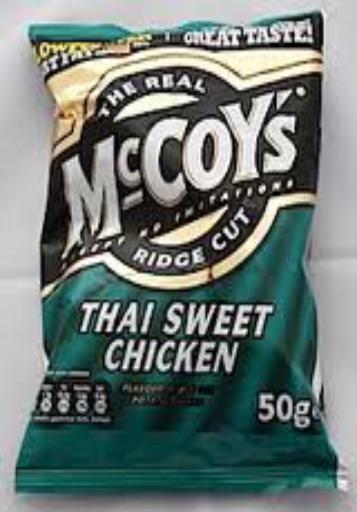 GREAT TASTE!
THE REAL
McCOY'S
ACCEPT NO IMITATIONS
RIDGE CUT
THAI SWEET
CHICKEN
50g